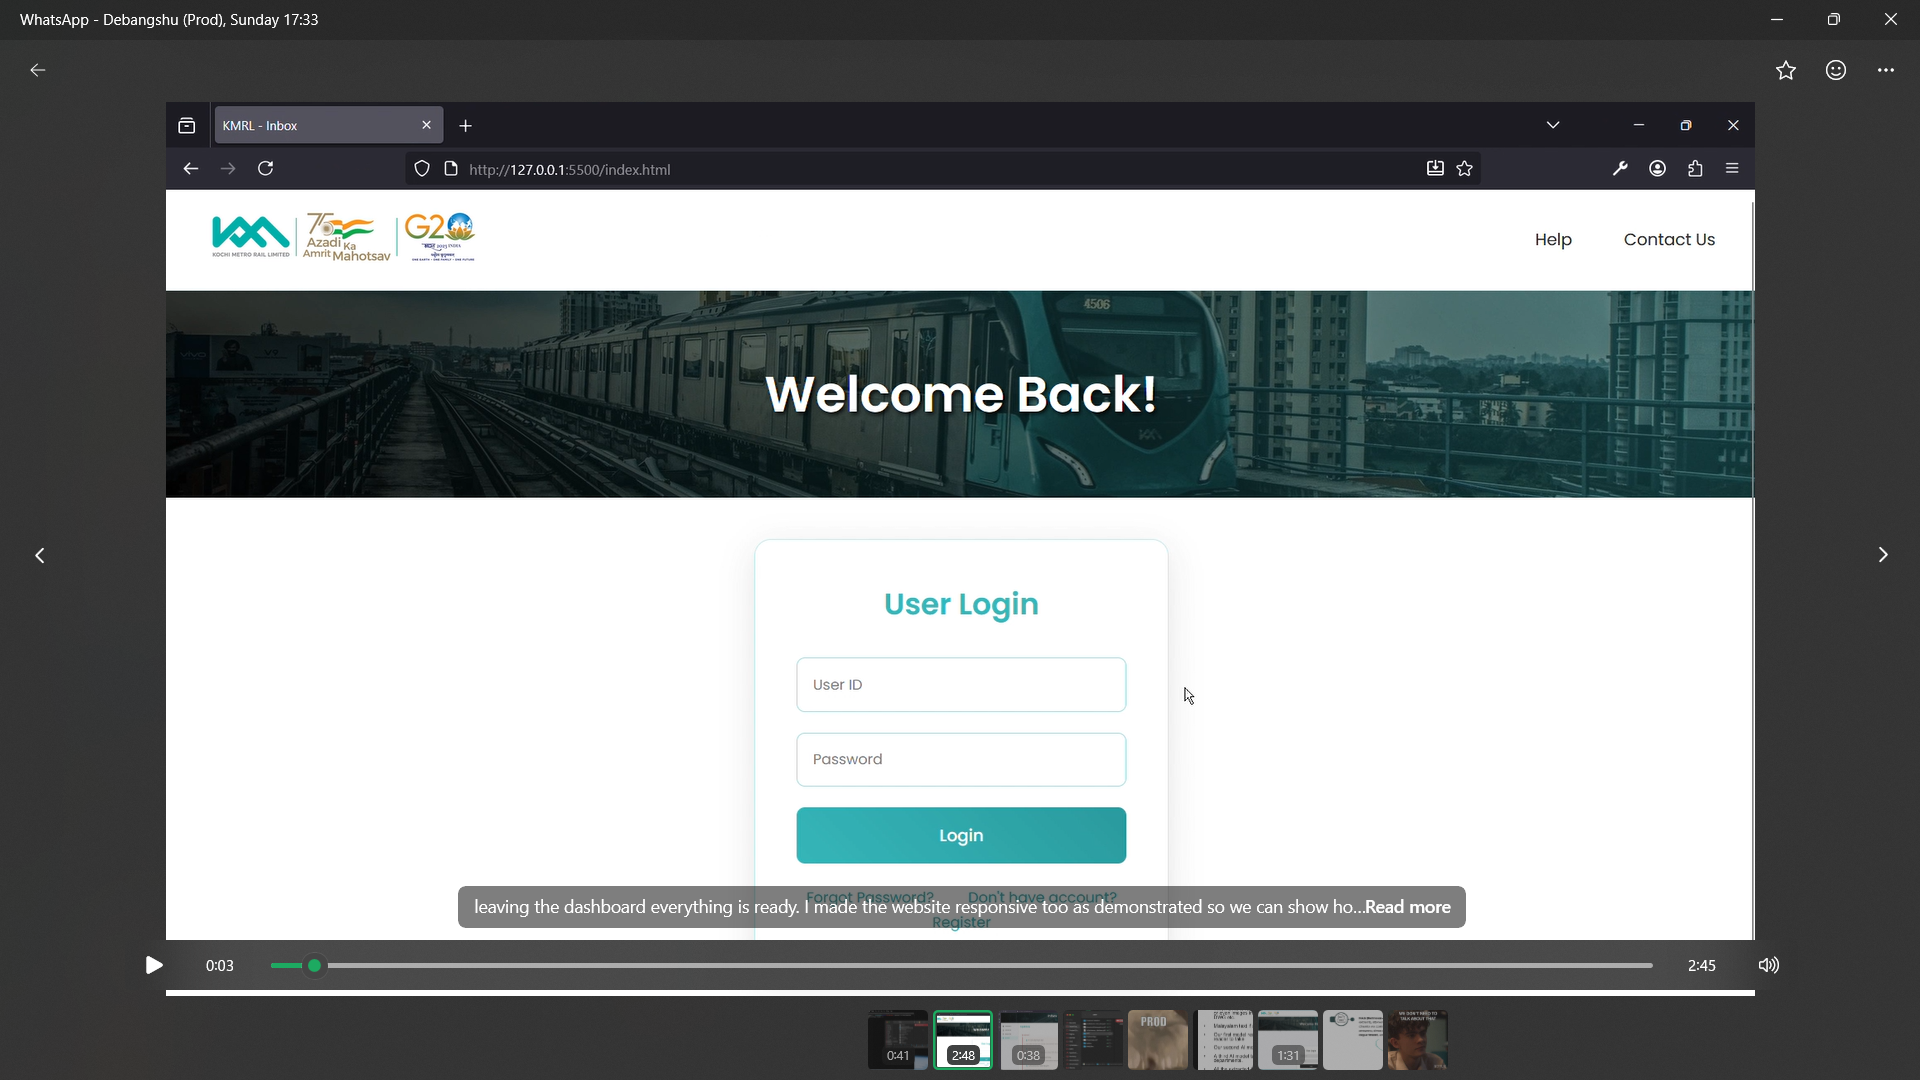 WhatsApp - Debangshu (Prod), Sunday 17:33
KMRL - Inbox
http://127.0.0.1:5500/index.html
KOCHI METRO RAIL LIMITED
75
Azadi Ka
Amrit Mahotsav
G20
Help
Contact Us
4506
Welcome Back!
User Login
User ID
Password
Login
Forgot Password?
Don't have account?
Register
leaving the dashboard everything is ready. I made the website responsive too as demonstrated so we can show ho...Read more
0:03
2:45
0:41
2:48
0:38
PROD
1:31